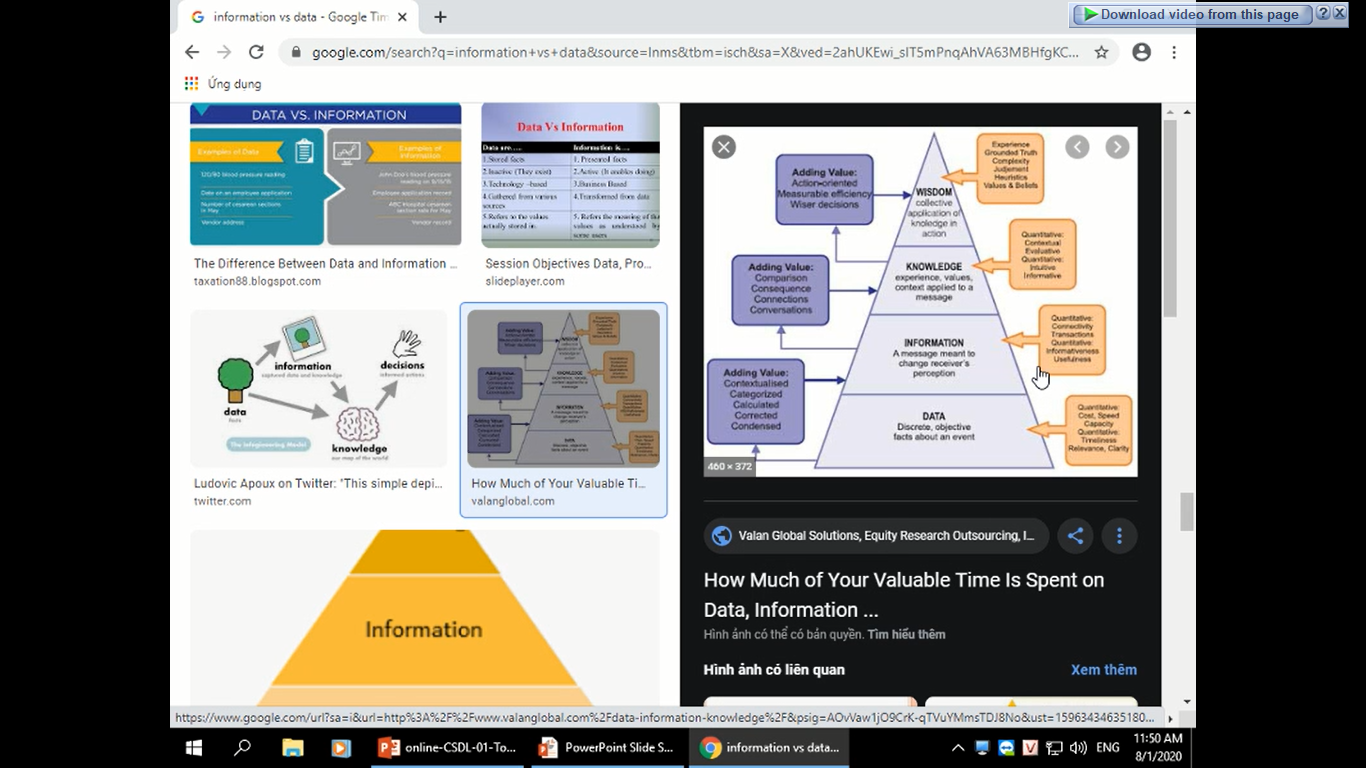 information vs data - Google Tim
Download video from this page
google.com/search?q=information+vs+data&source=lnms&tbm=isch&sa=X&ved=2ahUKEwi_sIT5mPnqAhVA63MBHfgKC...
Ứng dụng
DATA VS. INFORMATION
Examples of Data
Examples of
Information
120/80 blood pressure reading
Date on an employee application
Number of cesarean sections
in May
Vendor address
Employee application record
ABC Hospital cesarean
section rate for May
Vendor record
The Difference Between Data and Information ...
taxation88.blogspot.com
Data Vs Information
Data are.....
Information is.....
1.Stored facts
1. Presented facts
2.Inactive (They exist)
2.Active (It enables doing)
3.Technology –based
3.Business Based
4.Gathered from various
sources
4.Transformed from data
5.Refers to the values
actually stored in.
5. Refers the meaning of the
values as understood by
some users
Session Objectives Data, Pro...
slideplayer.com
information
captured data and knowledge
decisions
informed actions
data
facts
knowledge
our map of the world
Ludovic Apoux on Twitter: "This simple depi...
twitter.com
How Much of Your Valuable Ti...
valanglobal.com
Information
Adding Value:
Action-oriented
Measurable efficiency
Wiser decisions
WISDOM
collective
application of
knoledge in
action
Experience
Grounded Truth
Complexity
Judgement
Heuristics
Values & Beliefs
Adding Value:
Comparison
Consequence
Connections
Conversations
KNOWLEDGE
experience, values,
context applied to a
message
Quantitative:
Contextual
Evaluative
Quantitative:
Intuitive
Informative
Adding Value:
Contextualised
Categorized
Calculated
Corrected
Condensed
INFORMATION
A message meant to
change receiver's
perception
Quantitative:
Connectivity
Transactions
Quantitative:
Informativeness
Usefulness
DATA
Discrete, objective
facts about an event
Quantitative:
Cost, Speed
Capacity
Quantitative:
Timeliness
Relevance, Clarity
460 × 372
Valan Global Solutions, Equity Research Outsourcing, I...
How Much of Your Valuable Time Is Spent on
Data, Information ...
Hình ảnh có thể có bản quyền. Tìm hiểu thêm
Hình ảnh có liên quan
Xem thêm
https://www.google.com/url?sa=i&url=http%3A%2F%2Fwww.valanglobal.com%2Fdata-information-knowledge%2F&psig=AOvVaw1jO9CrK-qTVuYMmsTDJ8No&ust=15963434635180...
online-CSDL-01-To...
PowerPoint Slide S...
information vs data...
ENG
11:50 AM
8/1/2020